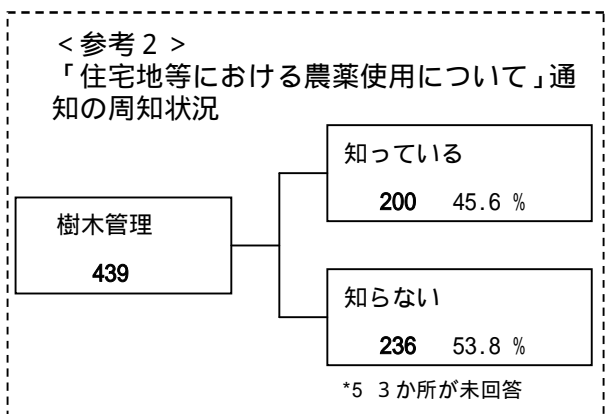 ＜参考２＞
「住宅地等における農薬使用について」通
知の周知状況
知っている
200 45.6 %
樹木管理
439
知らない
236 53.8 %
*5 ３か所が未回答